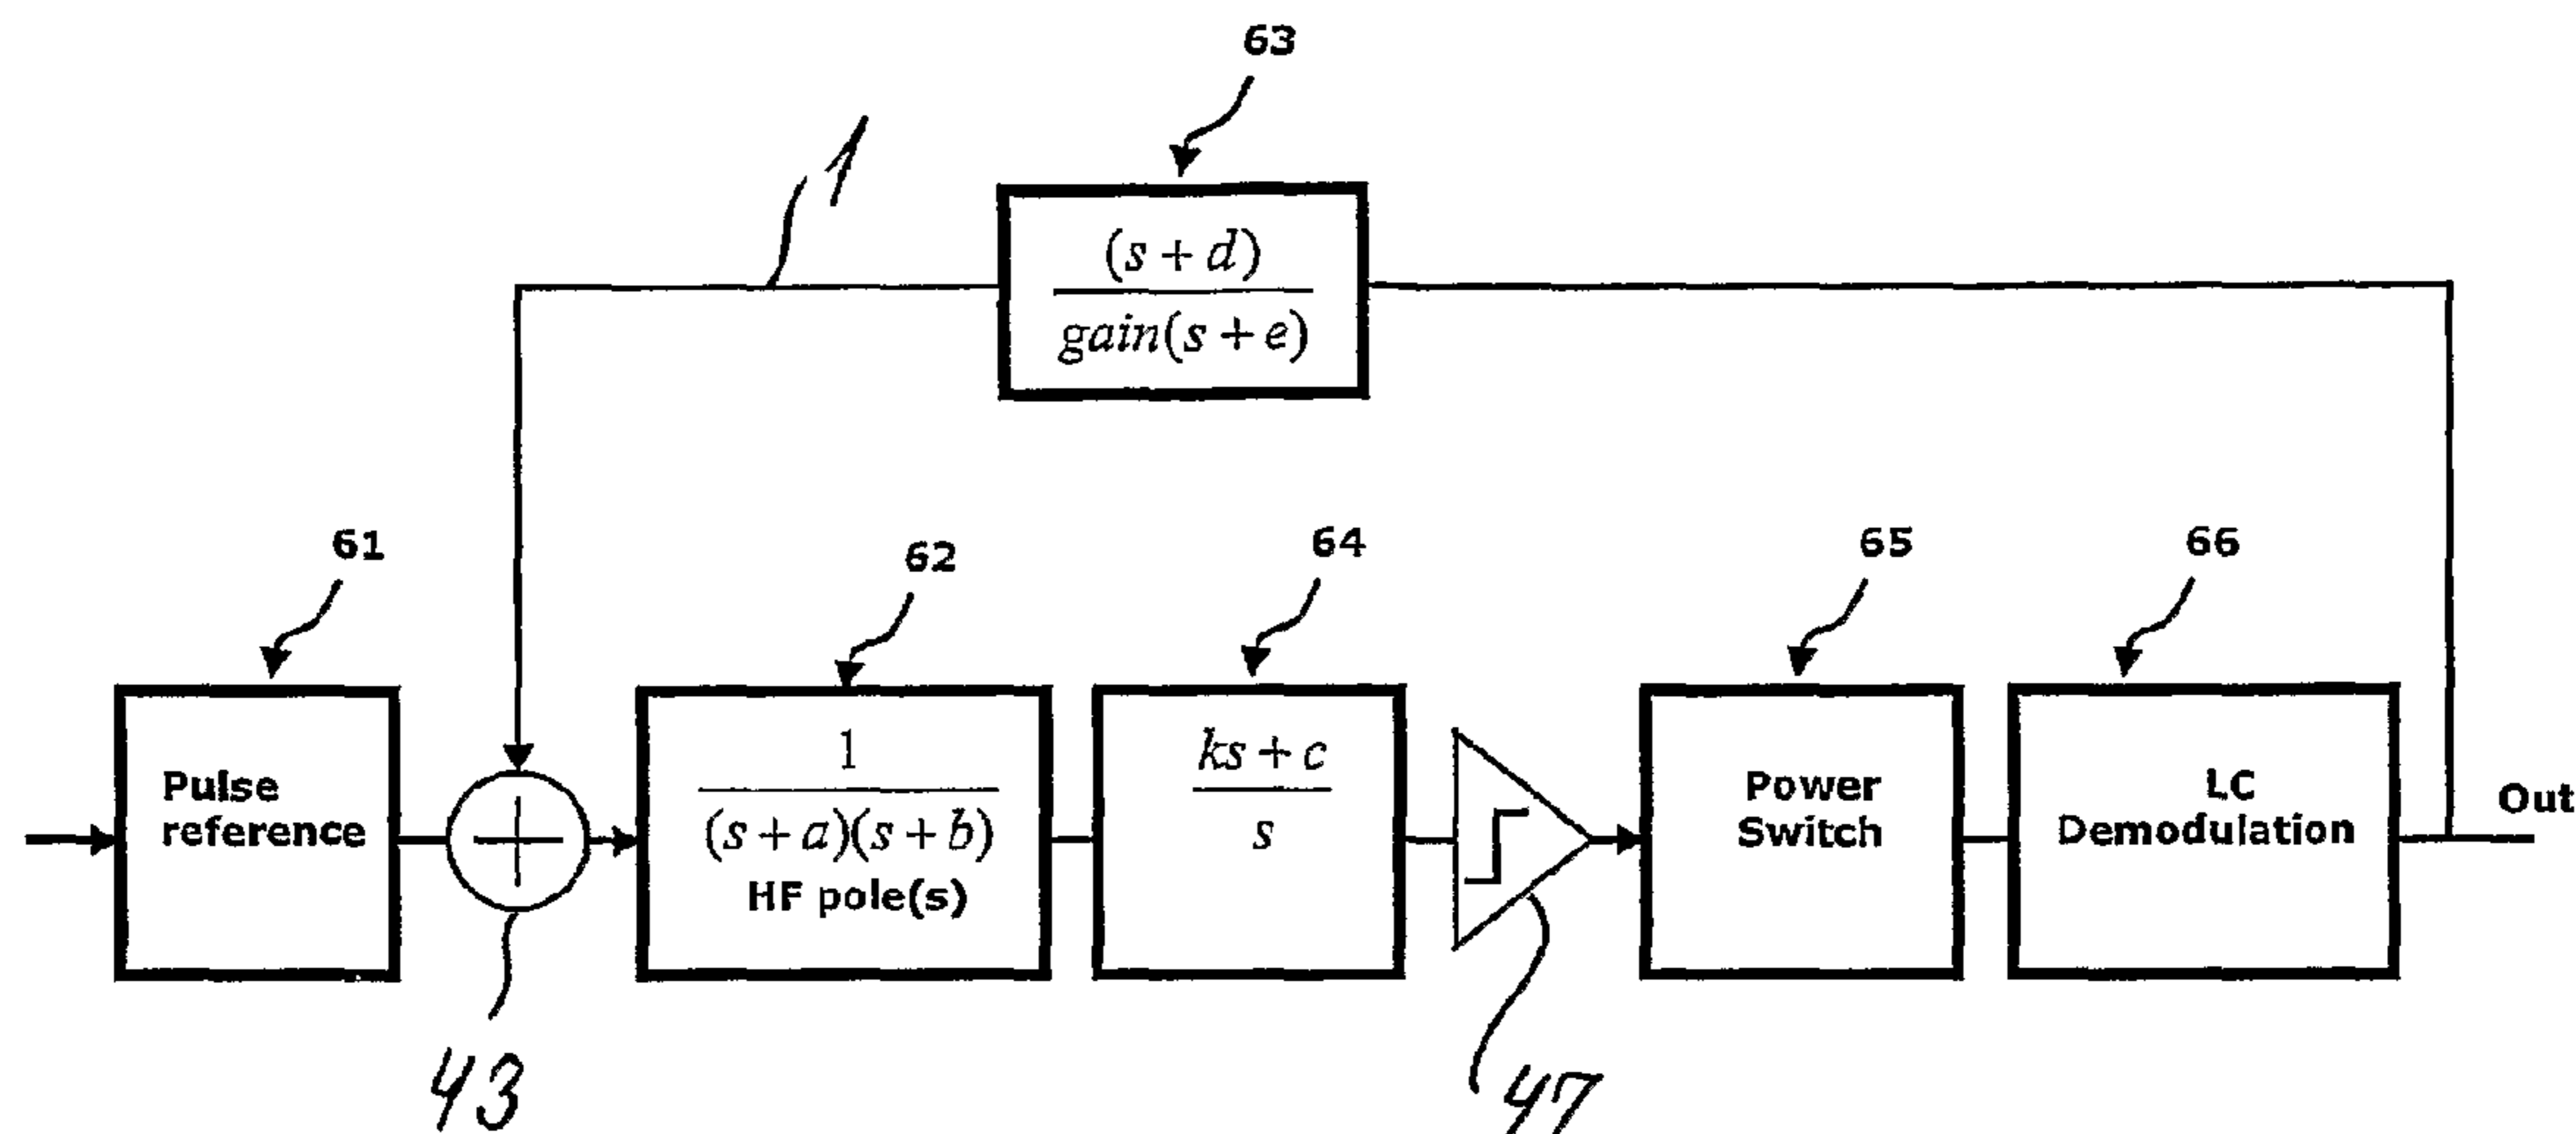 63
1
(s + d)
gain(s + e)
61
62
64
65
66
Pulse
reference
1
(s + a)(s + b)
HF pole(s)
ks + c
s
Power
Switch
LC
Demodulation
Out
43
47